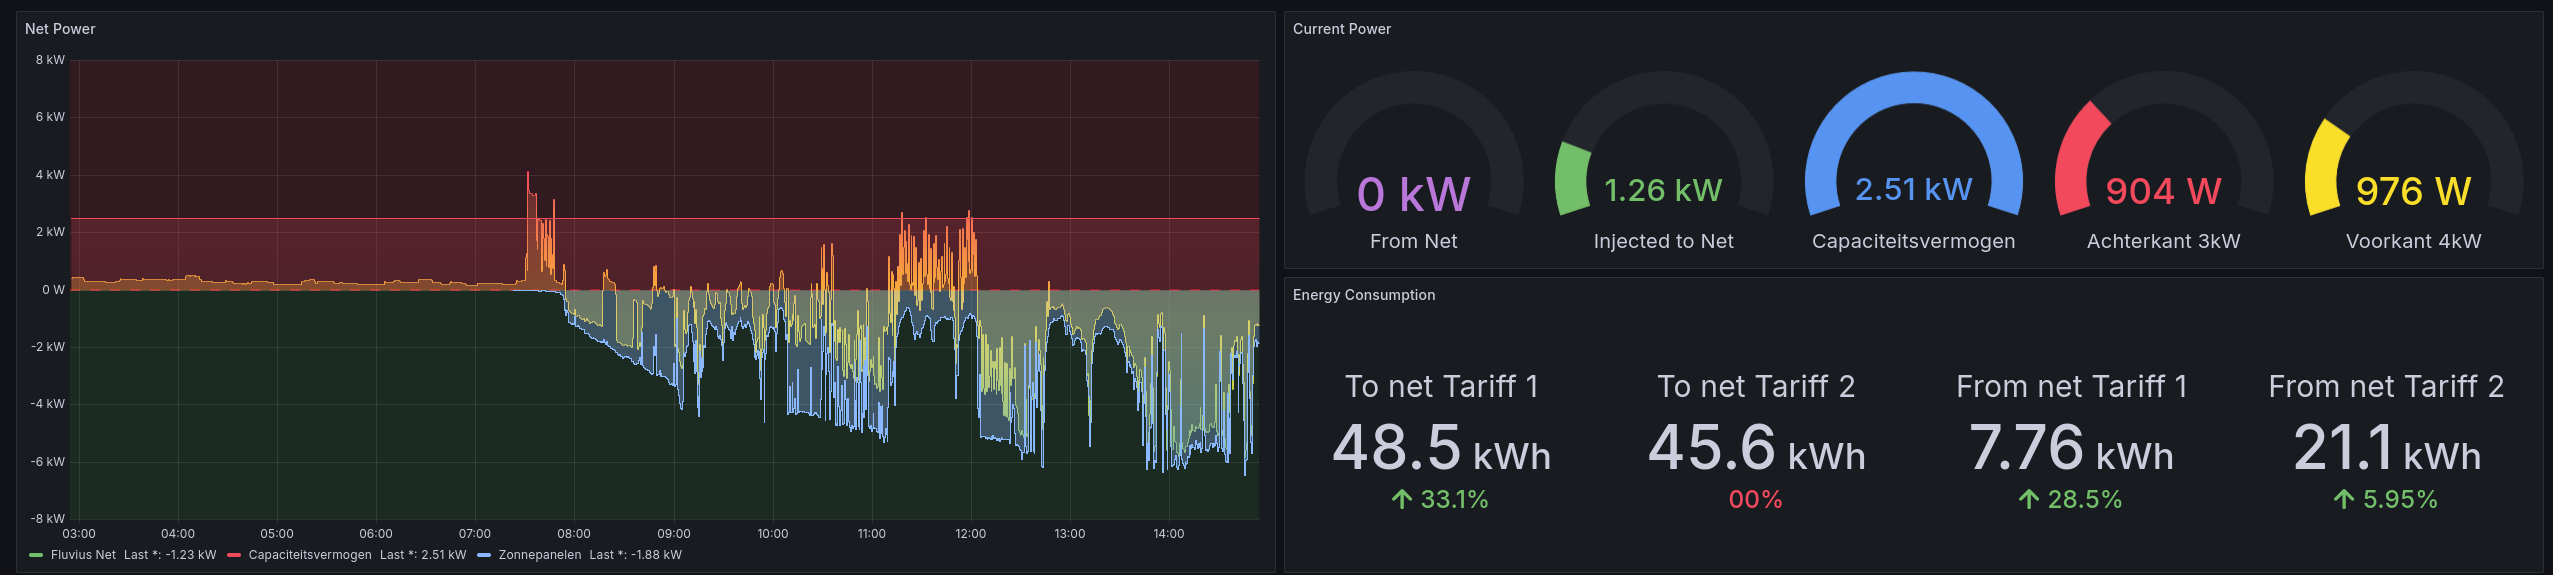 Net Power
8 kW
6 kW
4 kW
2 kW
0 W
-2 kW
-4 kW
-6 kW
-8 kW
03:00 04:00 05:00 06:00 07:00 08:00 09:00 10:00 11:00 12:00 13:00 14:00
Fluvius Net Last *: -1.23 kW Capaciteitsvermogen Last *: 2.51 kW Zonnepanelen Last *: -1.88 kW
Current Power
0 kW 1.26 kW 2.51 kW 904 W 976 W
From Net Injected to Net Capaciteitsvermogen Achterkant 3kW Voorkant 4kW
Energy Consumption
To net Tariff 1 To net Tariff 2 From net Tariff 1 From net Tariff 2
48.5 kWh 45.6 kWh 7.76 kWh 21.1 kWh
33.1% 00% 28.5% 5.95%